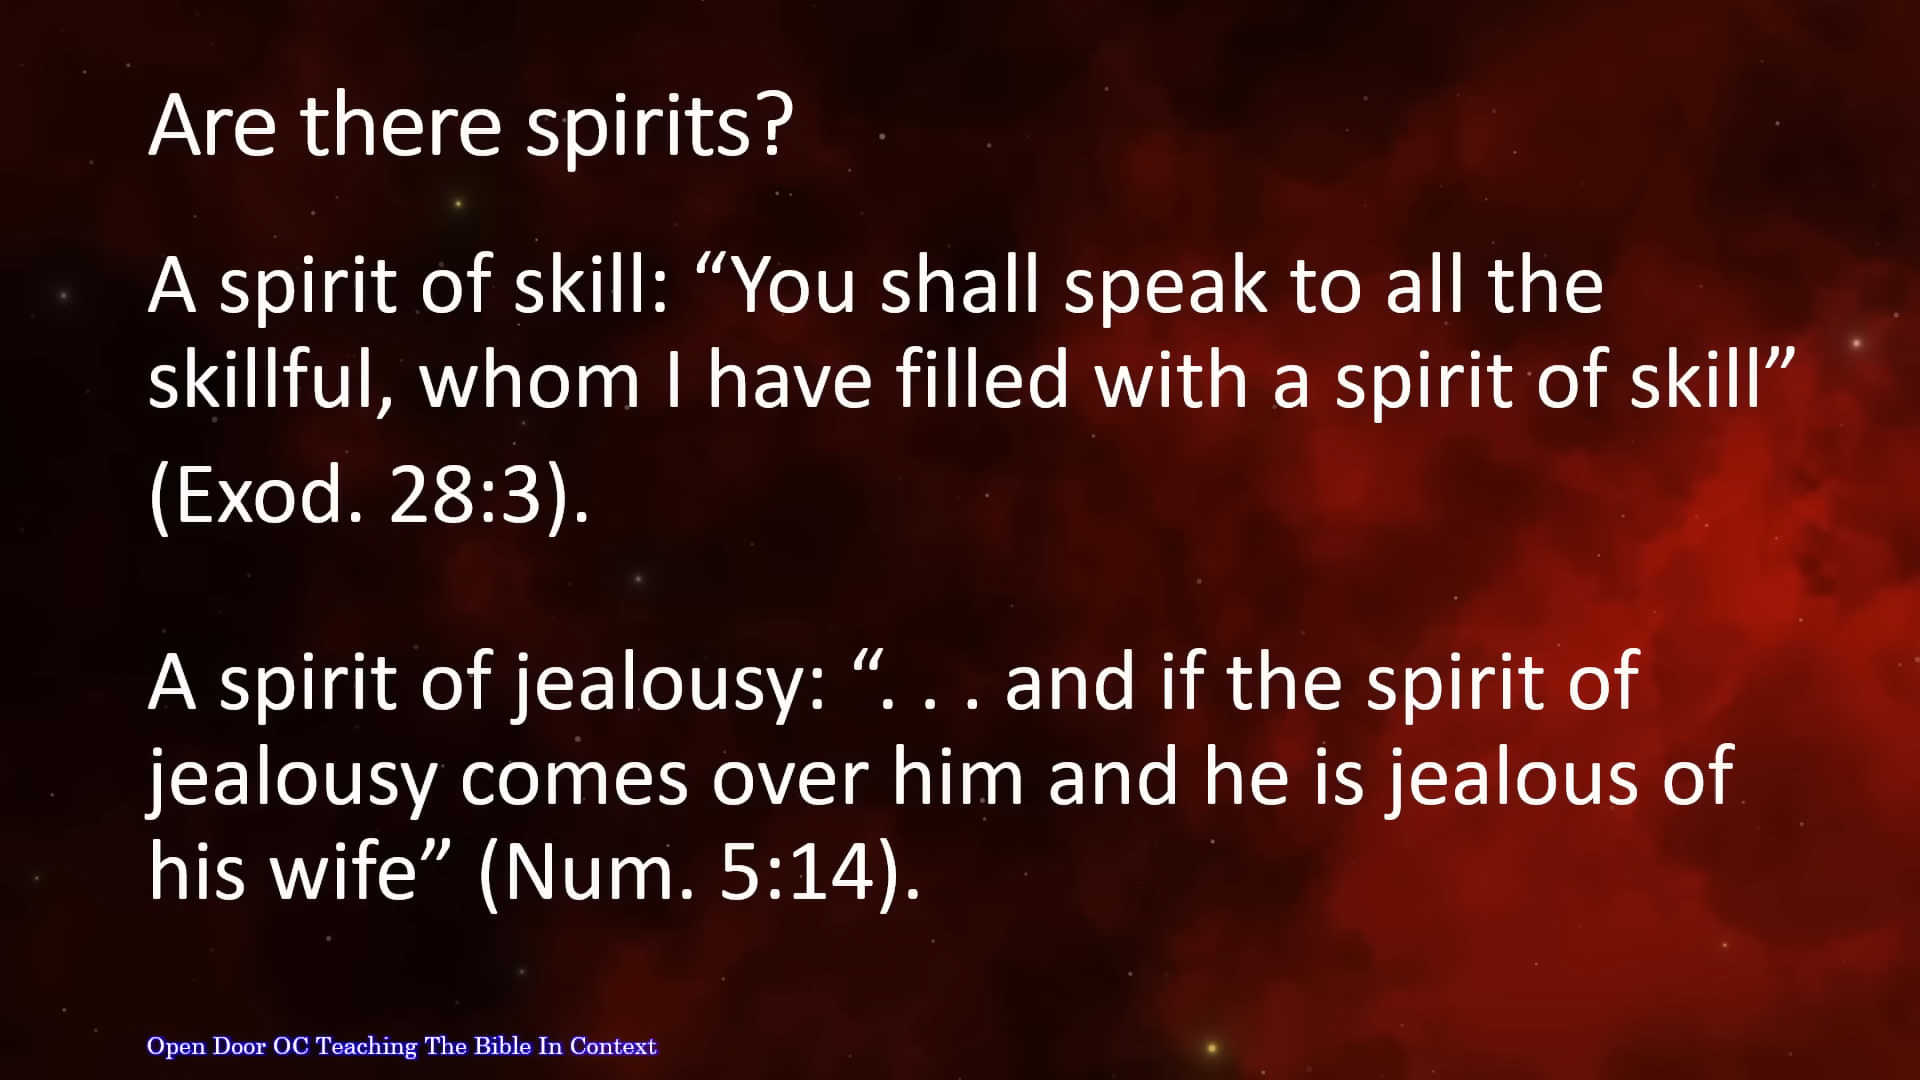 Are there spirits?
A spirit of skill: “You shall speak to all the
skillful, whom I have filled with a spirit of skill”
(Exod. 28:3).
A spirit of jealousy: “. . . and if the spirit of
jealousy comes over him and he is jealous of
his wife” (Num. 5:14).
Open Door OC Teaching The Bible In Context